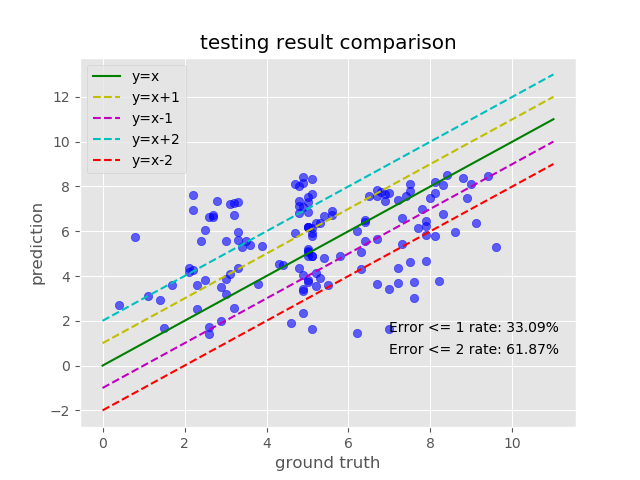 testing result comparison
y=x
y=x+1
y=x-1
y=x+2
y=x-2
12
10
8
6
4
2
0
−2
prediction
Error <= 1 rate: 33.09%
Error <= 2 rate: 61.87%
0 2 4 6 8 10
ground truth